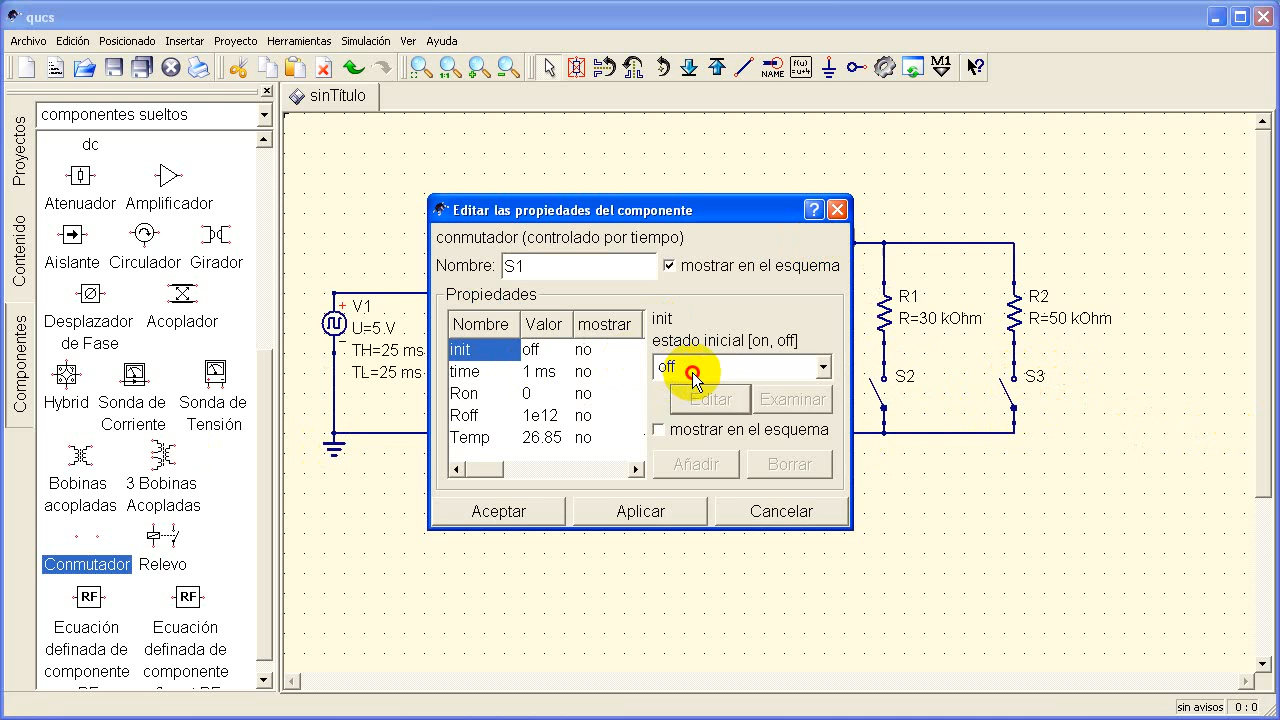 qucs
Archivo Edición Posicionado Insertar Proyecto Herramientas Simulación Ver Ayuda
1:1
NAME
M1
Proyectos
Contenido
Componentes
componentes sueltos
dc
Atenuador Amplificador
Aislante Circulador Girador
Desplazador de Fase
Acoplador
Hybrid
Sonda de Corriente
Sonda de Tensión
Bobinas acopladas
3 Bobinas Acopladas
Conmutador Relevo
RF RF
Ecuación definada de componente
Ecuación definada de componente
sinTítulo
V1
U=5 V
TH=25 ms
TL=25 ms
R1
R=30 kOhm
R2
R=50 kOhm
S2
S3
Editar las propiedades del componente
conmutador (controlado por tiempo)
Nombre: S1 mostrar en el esquema
Propiedades
Nombre Valor mostrar
init off no
time 1 ms no
Ron 0 no
Roff 1e12 no
Temp 26.85 no
init
estado inicial [on, off]
off
Editar Examinar
mostrar en el esquema
Añadir Borrar
Aceptar Aplicar Cancelar
sin avisos 0 : 0